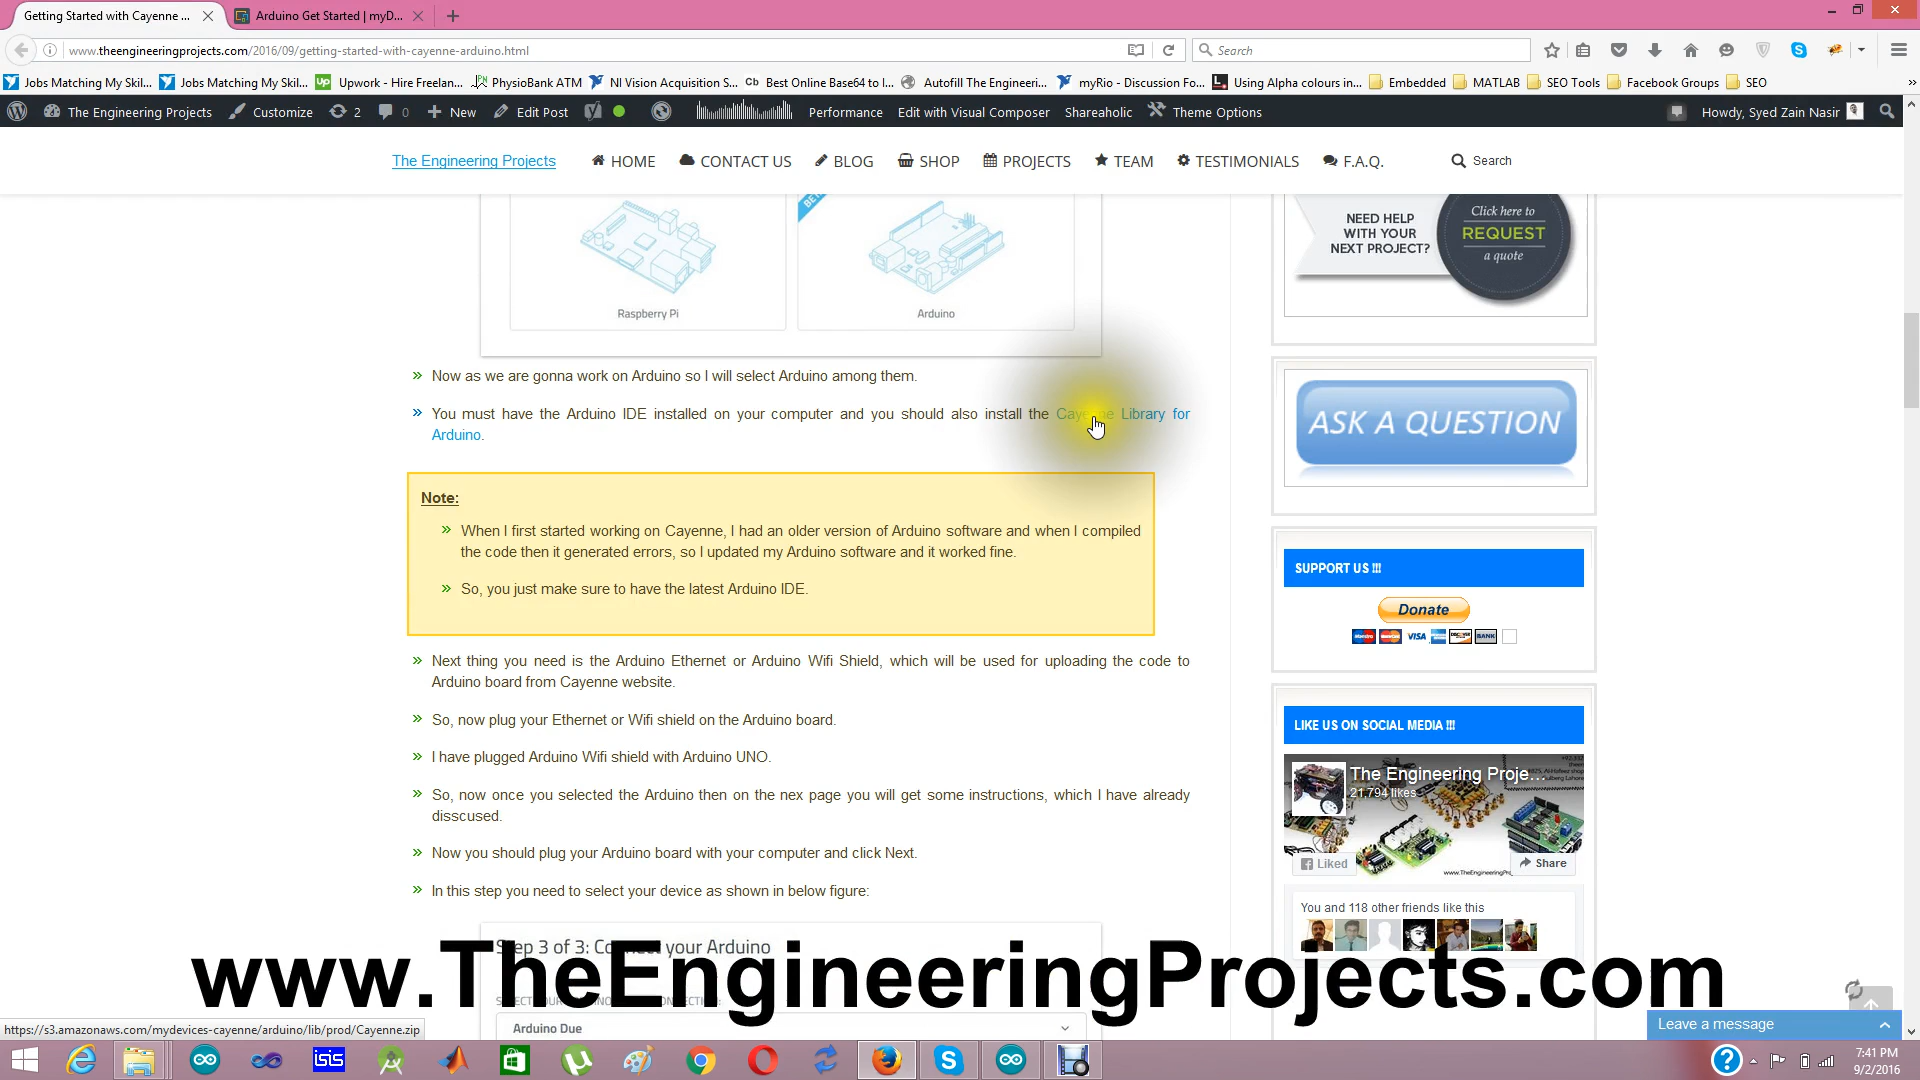 Getting Started with Cayenne ...
Arduino Get Started | myD...
www.theengineeringprojects.com/2016/09/getting-started-with-cayenne-arduino.html
Search
Jobs Matching My Skil...
Jobs Matching My Skil...
Upwork - Hire Freelan...
PhysioBank ATM
NI Vision Acquisition S...
Cb Best Online Base64 to I...
Autofill The Engineeri...
myRio - Discussion Fo...
Using Alpha colours in...
Embedded
MATLAB
SEO Tools
Facebook Groups
SEO
The Engineering Projects
Customize
2
0
New
Edit Post
Performance
Edit with Visual Composer
Shareaholic
Theme Options
Howdy, Syed Zain Nasir
The Engineering Projects
HOME
CONTACT US
BLOG
SHOP
PROJECTS
TEAM
TESTIMONIALS
F.A.Q.
Search
Raspberry Pi
Arduino
Now as we are gonna work on Arduino so I will select Arduino among them.
You must have the Arduino IDE installed on your computer and you should also install the Cayenne Library for
Arduino.
Note:
When I first started working on Cayenne, I had an older version of Arduino software and when I compiled
the code then it generated errors, so I updated my Arduino software and it worked fine.
So, you just make sure to have the latest Arduino IDE.
Next thing you need is the Arduino Ethernet or Arduino Wifi Shield, which will be used for uploading the code to
Arduino board from Cayenne website.
So, now plug your Ethernet or Wifi shield on the Arduino board.
I have plugged Arduino Wifi shield with Arduino UNO.
So, now once you selected the Arduino then on the nex page you will get some instructions, which I have already
disscused.
Now you should plug your Arduino board with your computer and click Next.
In this step you need to select your device as shown in below figure:
Step 3 of 3: Connect your Arduino
Arduino Due
NEED HELP
WITH YOUR
NEXT PROJECT?
Click here to
REQUEST
a quote
ASK A QUESTION
SUPPORT US !!!
Donate
VISA
BANK
LIKE US ON SOCIAL MEDIA !!!
The Engineering Proje...
21,794 likes
Liked
Share
You and 118 other friends like this
www.TheEngineeringProjects.com
https://s3.amazonaws.com/mydevices-cayenne/arduino/lib/prod/Cayenne.zip
Leave a message
isis
7:41 PM
9/2/2016